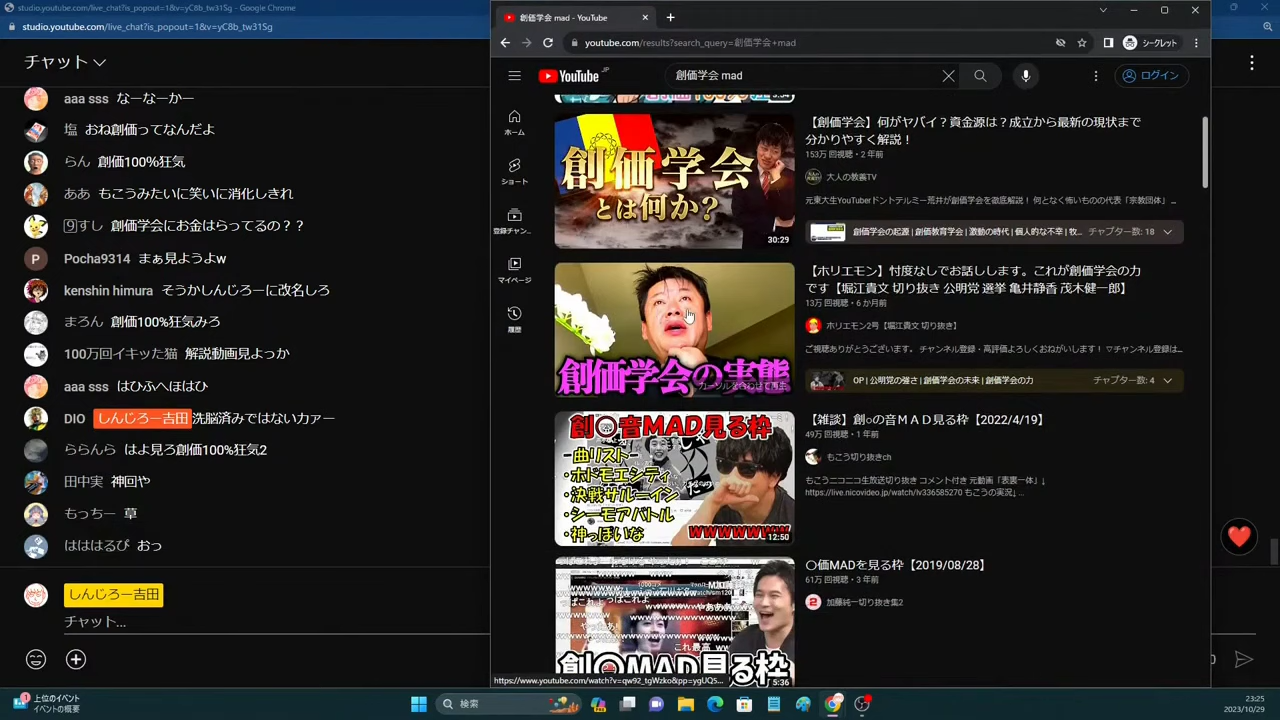 studio.youtube.com/live_chat?is_popout=1&v=yC8b_tw31Sg - Google Chrome
studio.youtube.com/live_chat?is_popout=1&v=yC8b_tw31Sg
チャット
aaa sss なーなーかー
塩 おね創価ってなんだよ
らん 創価100%狂気
ああ もこうみたいに笑いに消化しきれ
すし 創価学会にお金はらってるの？？
P Pocha9314 まぁ見ようよw
kenshin himura そうかしんじろーに改名しろ
まろん 創価100%狂気みろ
100万回イキッた猫 解説動画見よっか
aaa sss はひふへほはひ
DIO しんじろー吉田 洗脳済みではないカァー
ららんら はよ見ろ創価100%狂気2
田中実 神回や
もっちー 草
はははるぴ おっ
しんじろー吉田
チャット...
創価学会 mad - YouTube
youtube.com/results?search_query=創価学会+mad
シークレット
YouTube JP
創価学会 mad
ログイン
ホーム
ショート
登録チャン...
マイページ
履歴
創価学会
とは何か？
30:29
【創価学会】何がヤバイ？資金源は？成立から最新の現状まで
分かりやすく解説！
153万 回視聴・2 年前
大人の教養TV
元東大生YouTuberドントテルミー荒井が創価学会を徹底解説！ 何となく怖いものの代表「宗教団体」 ...
創価学会の起源 | 創価教育学会 | 激動の時代 | 個人的な不幸 | 牧... チャプター数: 18
創価学会の実態
カーソルを合わせて再生
【ホリエモン】忖度なしでお話しします。これが創価学会の力
です【堀江貴文 切り抜き 公明党 選挙 亀井静香 茂木健一郎】
13万 回視聴・6 か月前
ホリエモン2号【堀江貴文 切り抜き】
ご視聴ありがとうございます。 チャンネル登録・高評価よろしくおねがいします！ ▽チャンネル登録は...
OP | 公明党の強さ | 創価学会の未来 | 創価学会の力 チャプター数: 4
創〇音MAD見る枠
-曲リスト-
・ホドモエシティ
・決戦サルーイン
・シーモアバトル
・神っぽいな
wwwwwww
12:50
【雑談】創○の音ＭＡＤ見る枠【2022/4/19】
49万 回視聴・1 年前
もこう切り抜きch
もこうニコニコ生放送切り抜き コメント付き 元動画「表裏一体」↓
https://live.nicovideo.jp/watch/lv336585270 もこうの実況」...
創〇MAD見る枠
5:36
〇価MADを見る枠【2019/08/28】
61万 回視聴・3 年前
加藤純一切り抜き集2
https://www.youtube.com/watch?v=qw92_tgWzko&pp=ygUQ5...
上位のイベント
イベントの概要
検索
23:25
2023/10/29